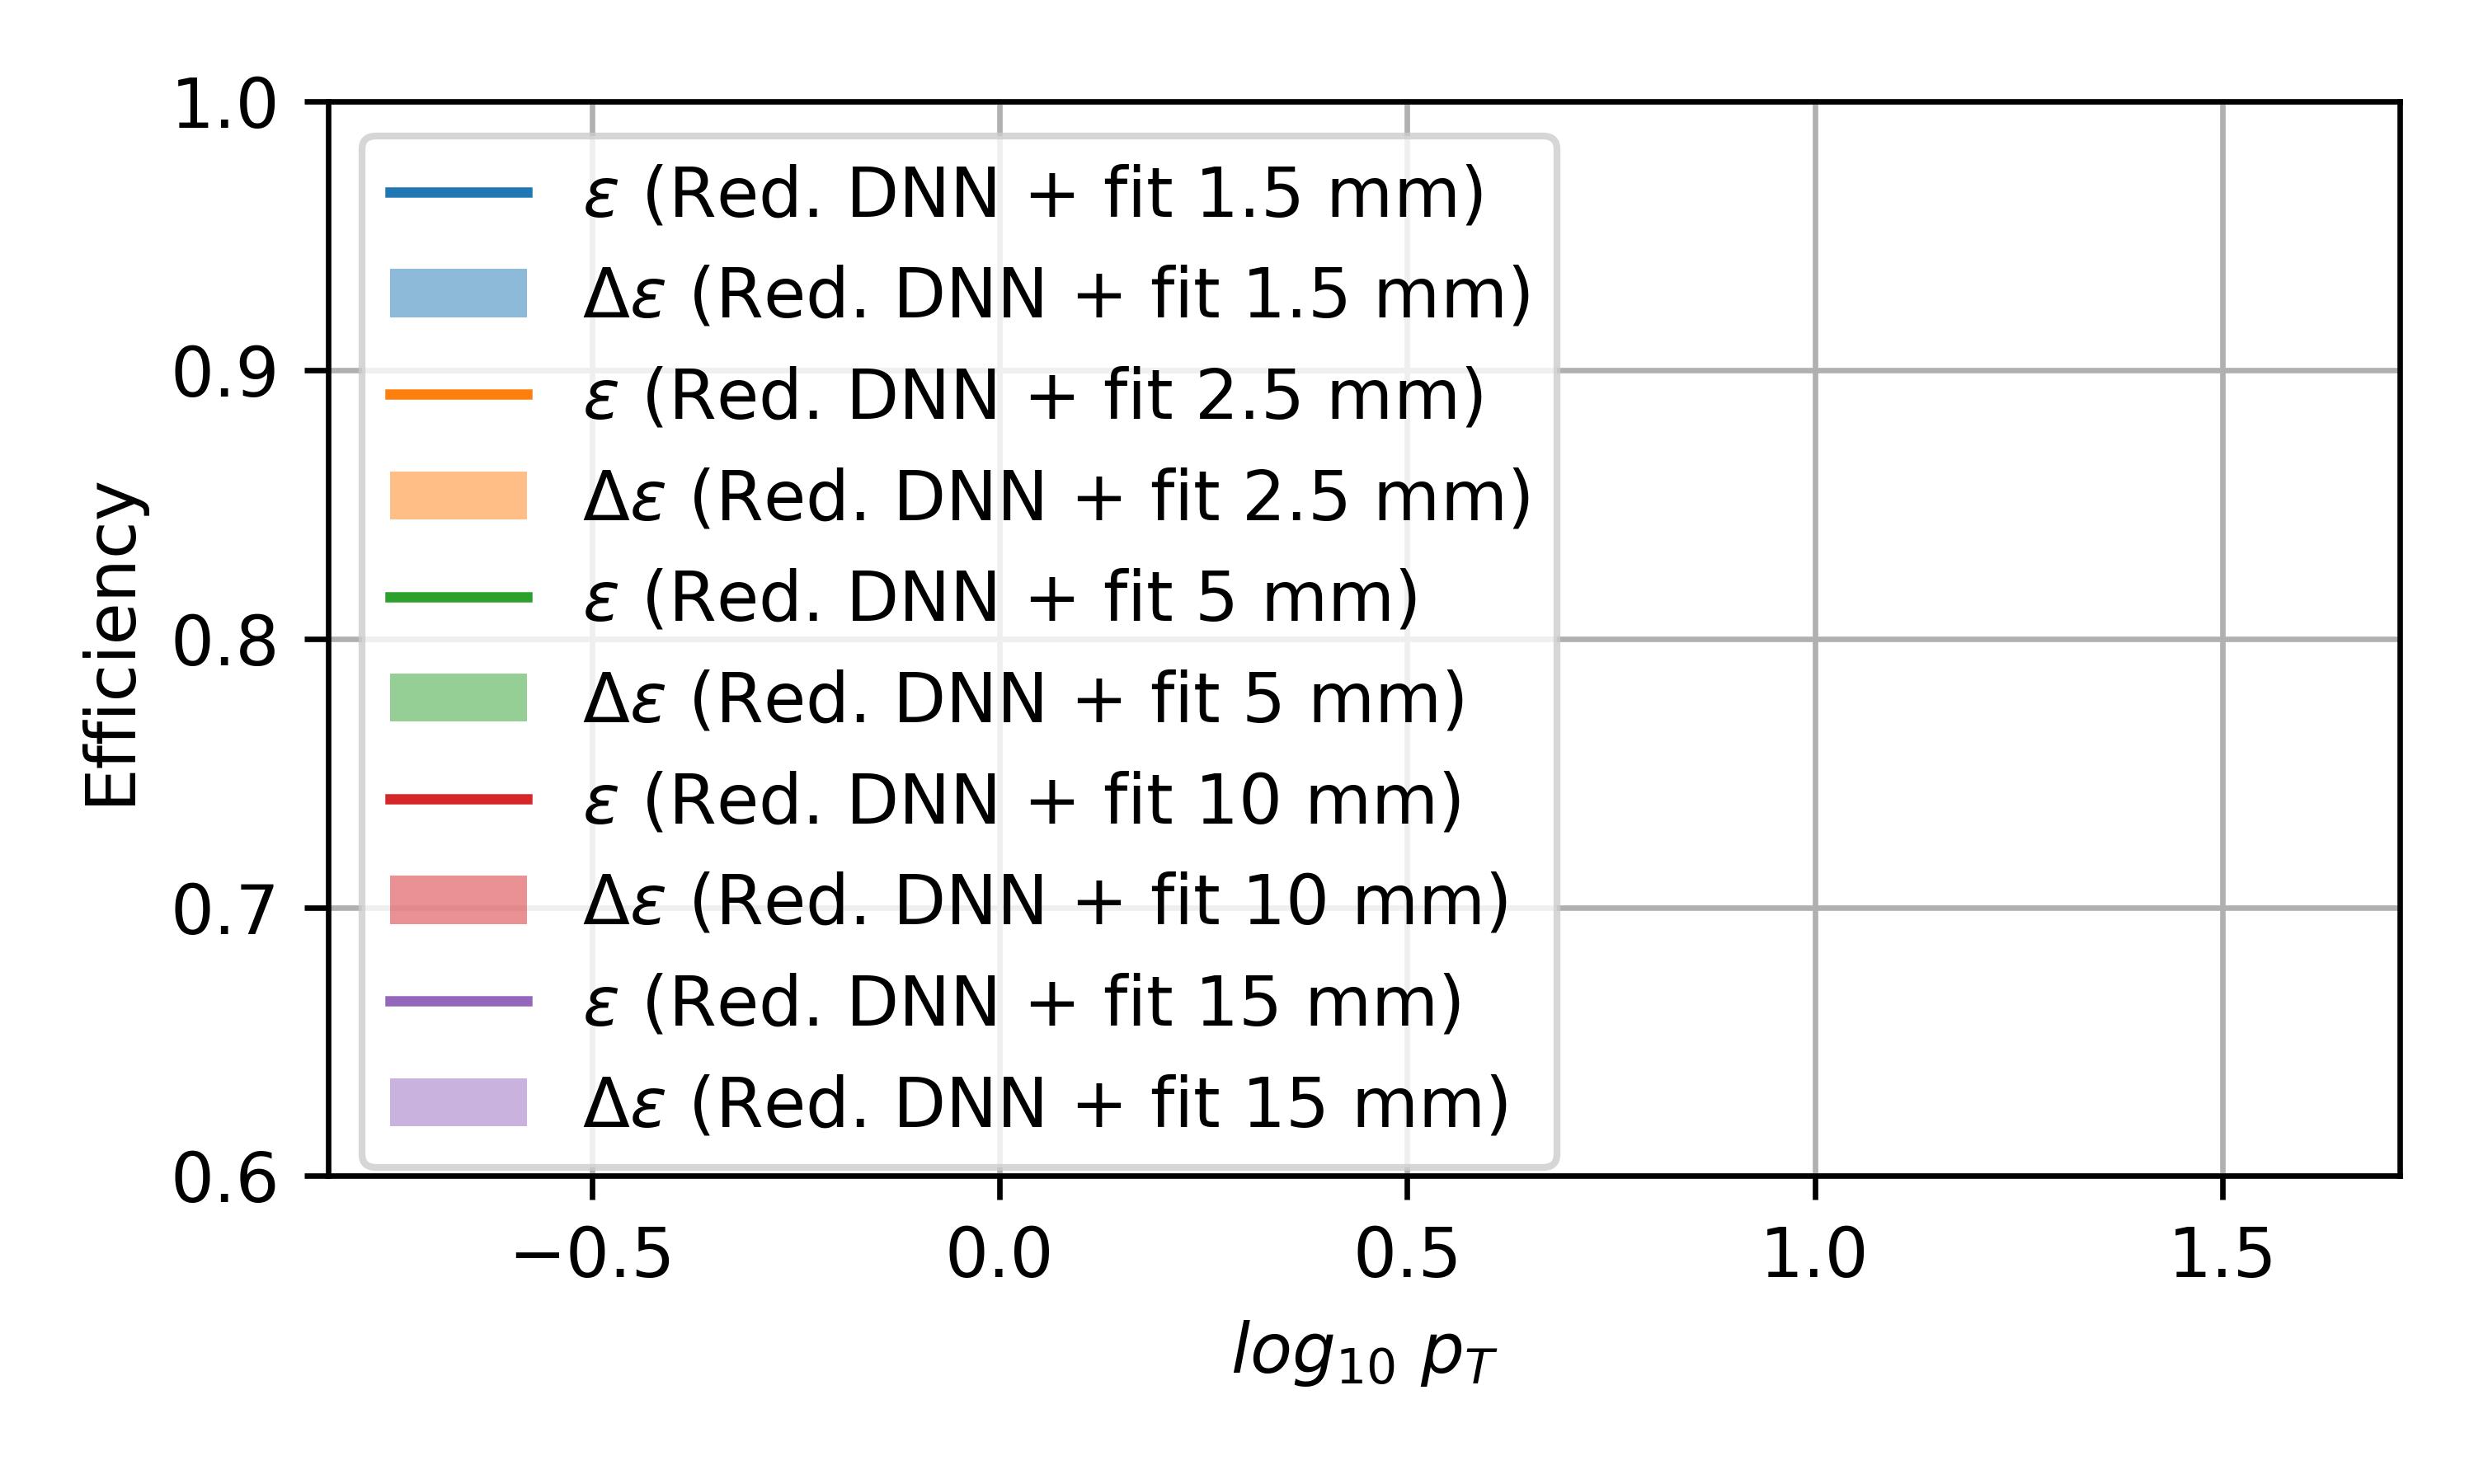 1.0
0.9
0.8
0.7
0.6
Efficiency
ε (Red. DNN + fit 1.5 mm)
Δε (Red. DNN + fit 1.5 mm)
ε (Red. DNN + fit 2.5 mm)
Δε (Red. DNN + fit 2.5 mm)
ε (Red. DNN + fit 5 mm)
Δε (Red. DNN + fit 5 mm)
ε (Red. DNN + fit 10 mm)
Δε (Red. DNN + fit 10 mm)
ε (Red. DNN + fit 15 mm)
Δε (Red. DNN + fit 15 mm)
−0.5 0.0 0.5 1.0 1.5
log₁₀ p_T